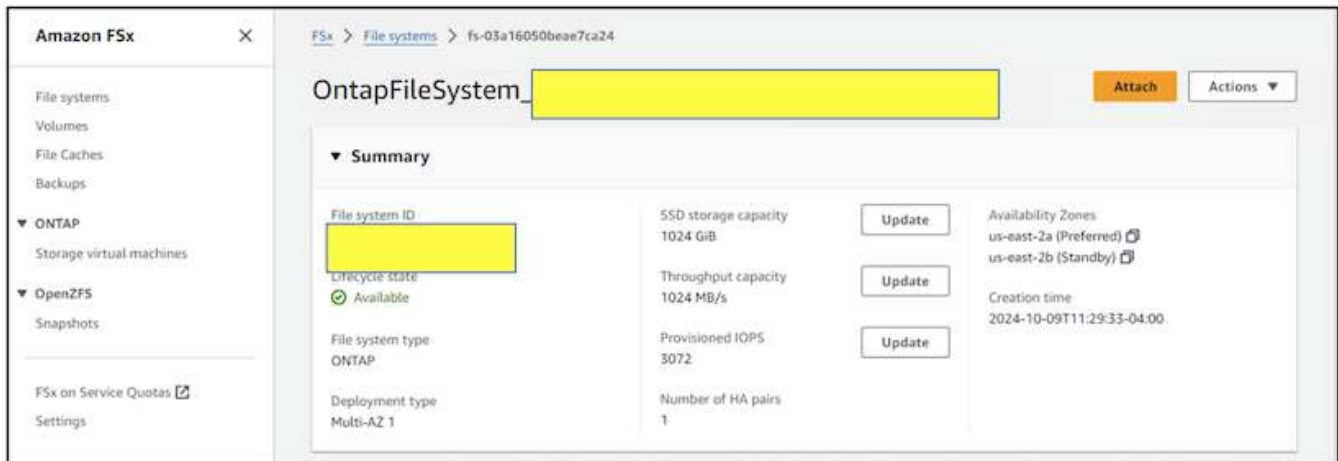 Amazon FSx
File systems
Volumes
File Caches
Backups
ONTAP
Storage virtual machines
OpenZFS
Snapshots
FSx on Service Quotas
Settings
FSx > File systems > fs-03a16050beae7ca24
OntapFileSystem_
Attach
Actions
Summary
File system ID
Lifecycle state
Available
File system type
ONTAP
Deployment type
Multi-AZ 1
SSD storage capacity
1024 GiB
Update
Throughput capacity
1024 MB/s
Update
Provisioned IOPS
3072
Update
Number of HA pairs
1
Availability Zones
us-east-2a (Preferred)
us-east-2b (Standby)
Creation time
2024-10-09T11:29:33-04:00